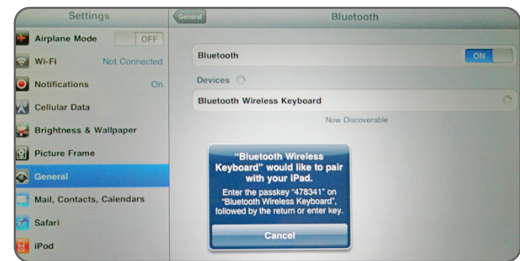 Settings
Airplane Mode OFF
Wi-Fi Not Connected
Notifications On
Cellular Data
Brightness & Wallpaper
Picture Frame
General
Mail, Contacts, Calendars
Safari
iPod
General
Bluetooth
Bluetooth ON
Devices
Bluetooth Wireless Keyboard
Now Discoverable
"Bluetooth Wireless
Keyboard" would like to pair
with your iPad.
Enter the passkey "478341" on
"Bluetooth Wireless Keyboard",
followed by the return or enter key.
Cancel